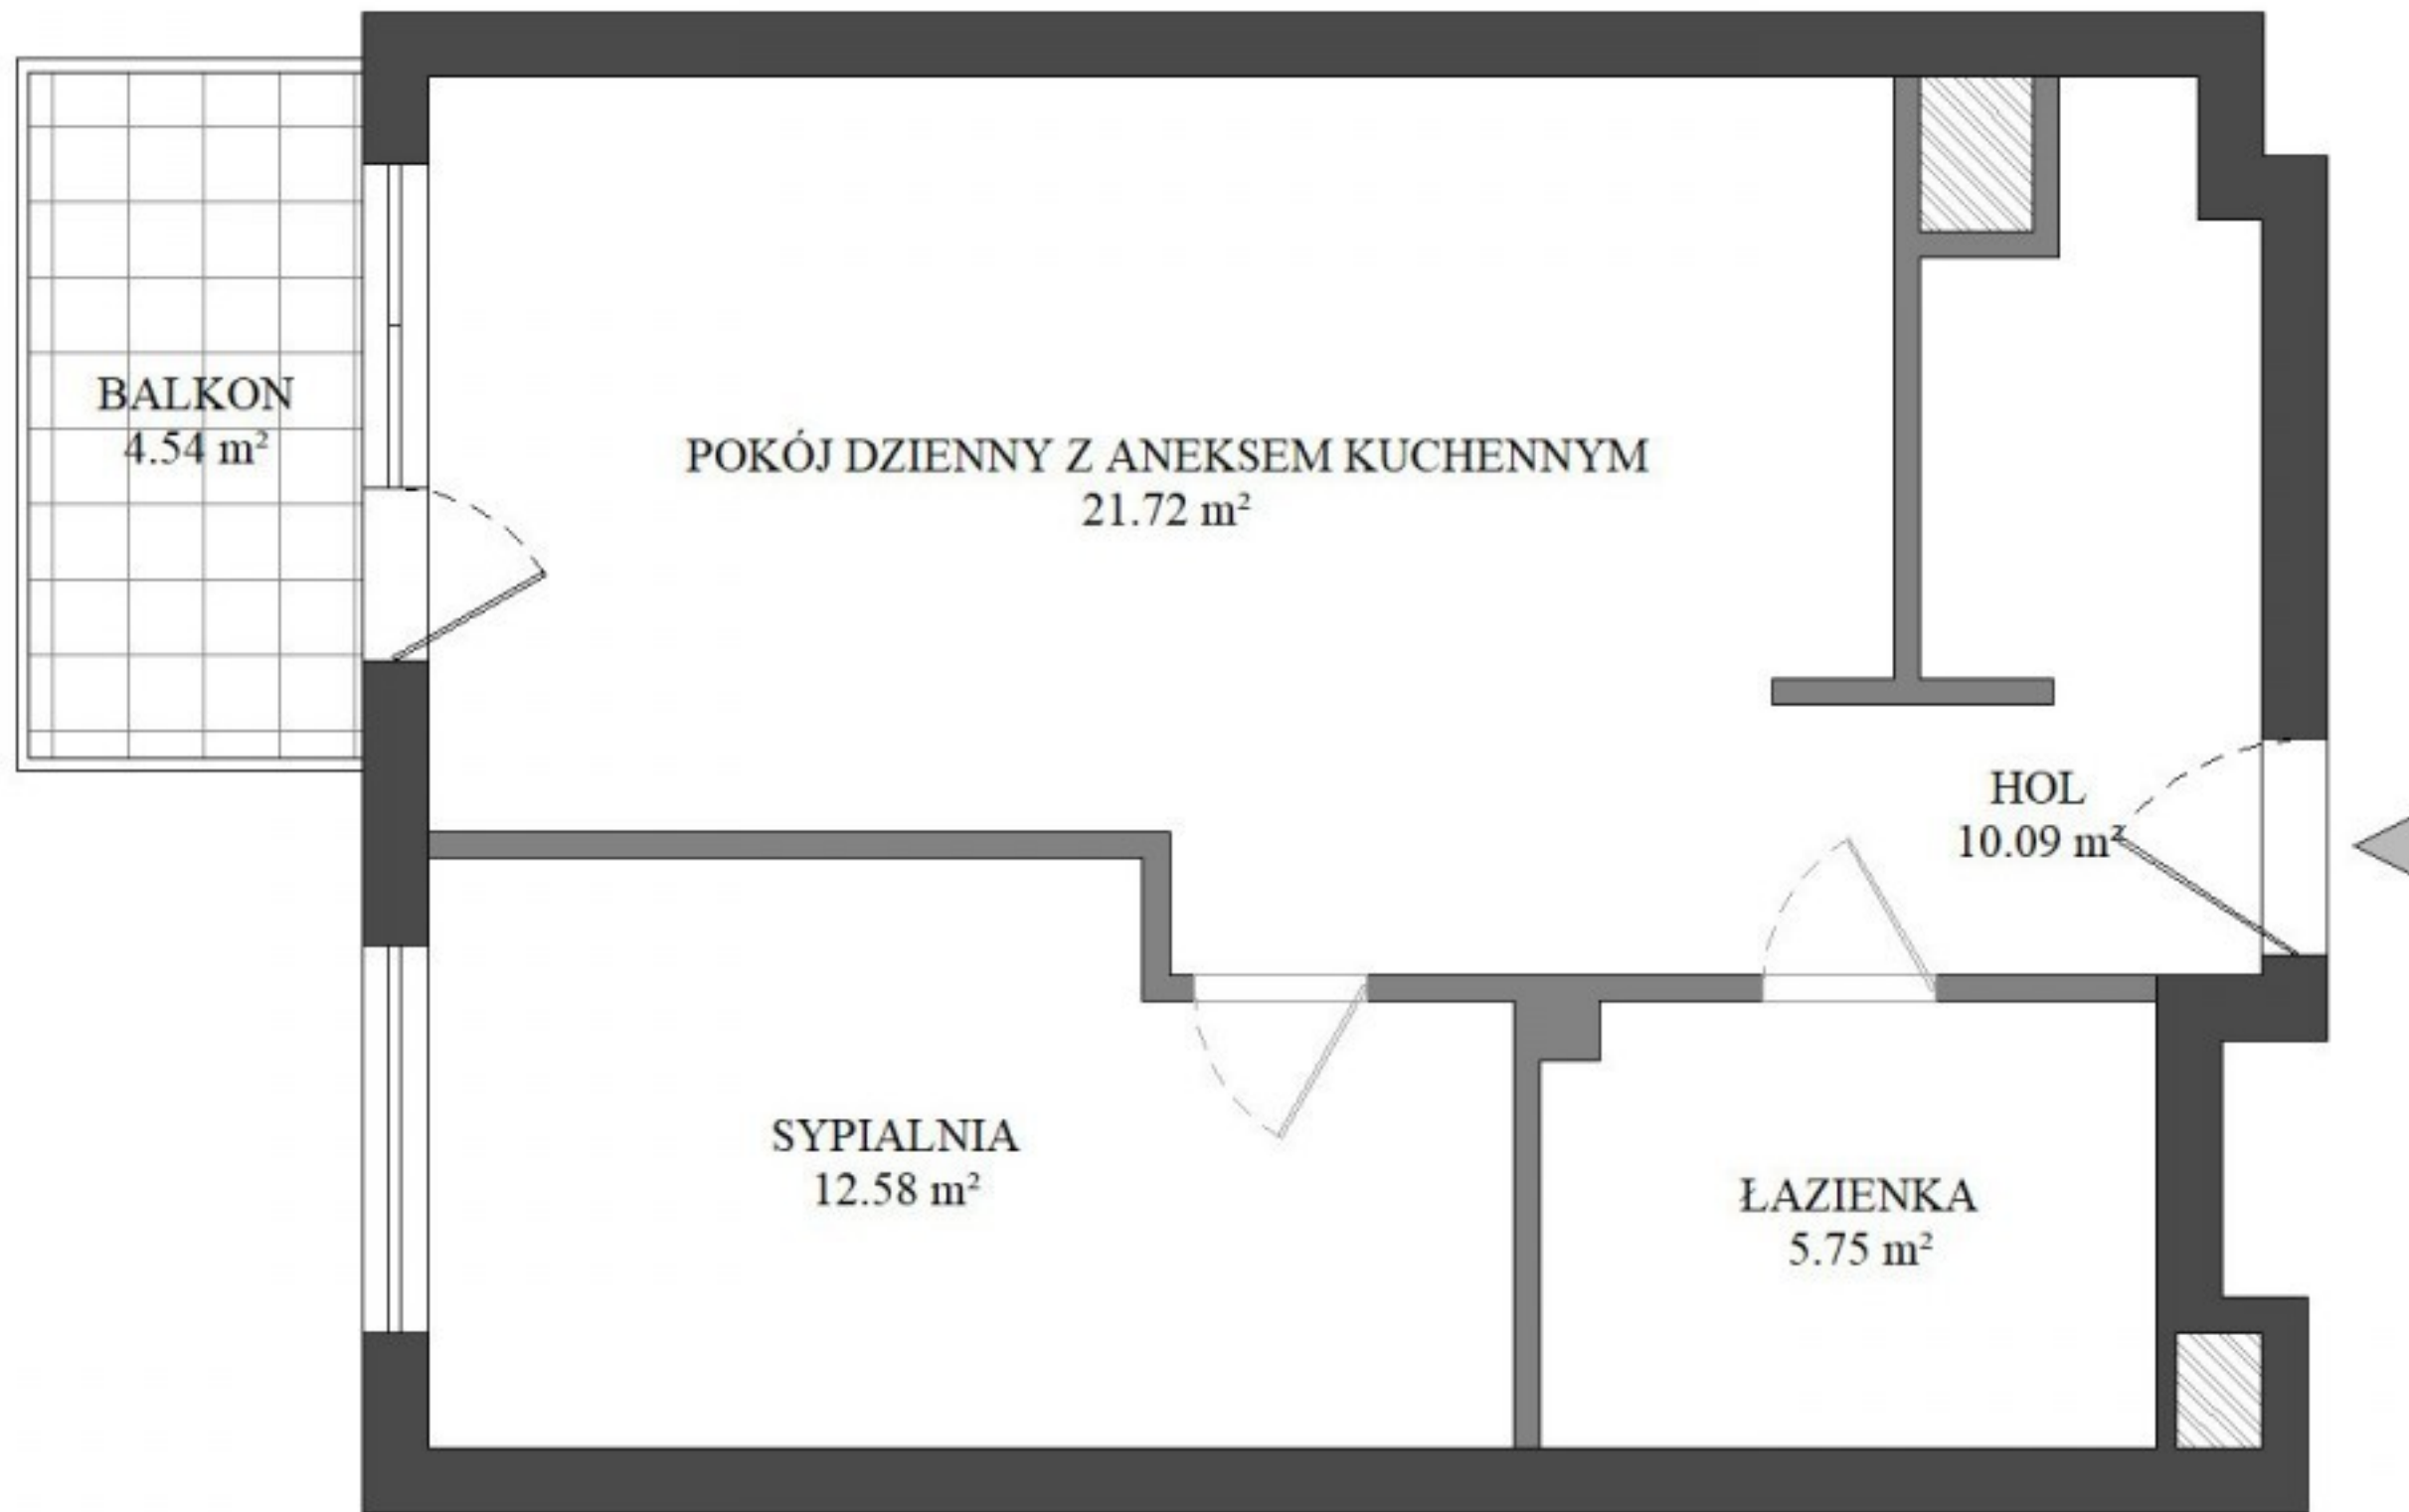 BALKON
4.54 m²
POKÓJ DZIENNY Z ANEKSEM KUCHENNYM
21.72 m²
HOL
10.09 m²
SYPIALNIA
12.58 m²
ŁAZIENKA
5.75 m²